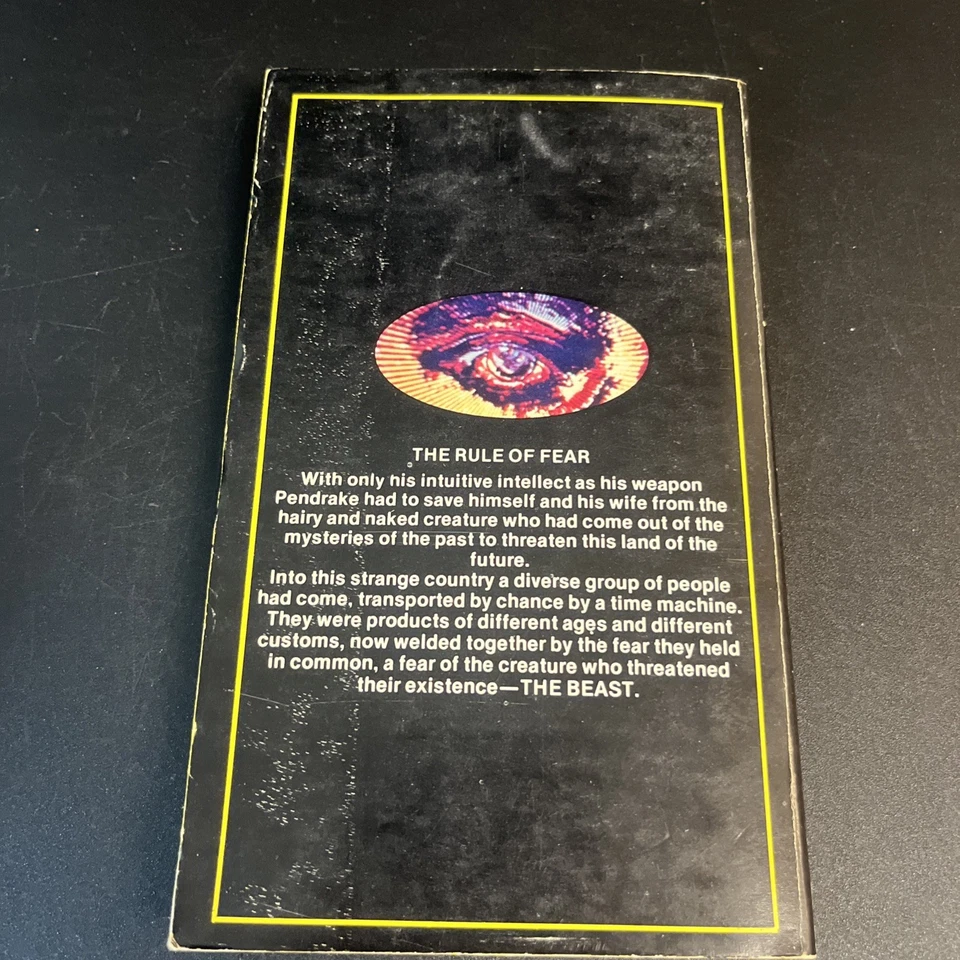 THE RULE OF FEAR
With only his intuitive intellect as his weapon
Pendrake had to save himself and his wife from the
hairy and naked creature who had come out of the
mysteries of the past to threaten this land of the
future.
Into this strange country a diverse group of people
had come, transported by chance by a time machine.
They were products of different ages and different
customs, now welded together by the fear they held
in common, a fear of the creature who threatened
their existence—THE BEAST.